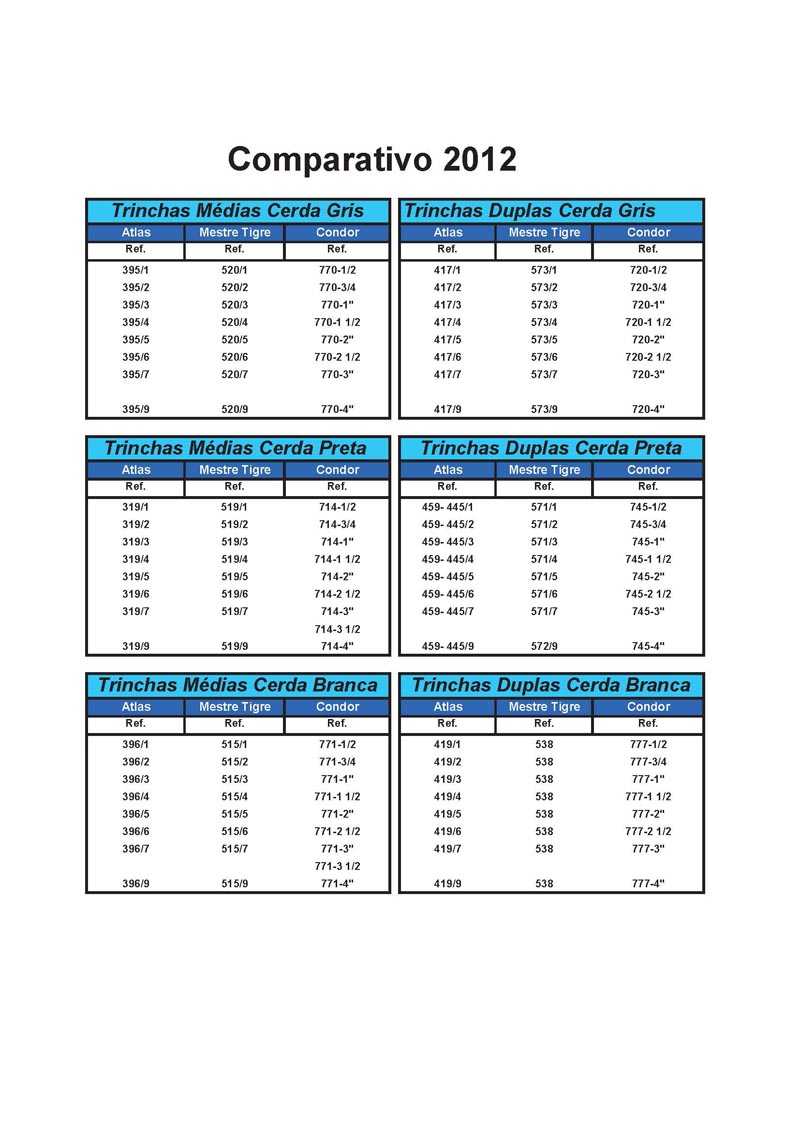 Comparativo 2012
Trinchas Médias Cerda Gris
Atlas Mestre Tigre Condor
Ref. Ref. Ref.
395/1 520/1 770-1/2
395/2 520/2 770-3/4
395/3 520/3 770-1"
395/4 520/4 770-1 1/2
395/5 520/5 770-2"
395/6 520/6 770-2 1/2
395/7 520/7 770-3"
395/9 520/9 770-4"
Trinchas Duplas Cerda Gris
Atlas Mestre Tigre Condor
Ref. Ref. Ref.
417/1 573/1 720-1/2
417/2 573/2 720-3/4
417/3 573/3 720-1"
417/4 573/4 720-1 1/2
417/5 573/5 720-2"
417/6 573/6 720-2 1/2
417/7 573/7 720-3"
417/9 573/9 720-4"
Trinchas Médias Cerda Preta
Atlas Mestre Tigre Condor
Ref. Ref. Ref.
319/1 519/1 714-1/2
319/2 519/2 714-3/4
319/3 519/3 714-1"
319/4 519/4 714-1 1/2
319/5 519/5 714-2"
319/6 519/6 714-2 1/2
319/7 519/7 714-3"
714-3 1/2
319/9 519/9 714-4"
Trinchas Duplas Cerda Preta
Atlas Mestre Tigre Condor
Ref. Ref. Ref.
459- 445/1 571/1 745-1/2
459- 445/2 571/2 745-3/4
459- 445/3 571/3 745-1"
459- 445/4 571/4 745-1 1/2
459- 445/5 571/5 745-2"
459- 445/6 571/6 745-2 1/2
459- 445/7 571/7 745-3"
459- 445/9 572/9 745-4"
Trinchas Médias Cerda Branca
Atlas Mestre Tigre Condor
Ref. Ref. Ref.
396/1 515/1 771-1/2
396/2 515/2 771-3/4
396/3 515/3 771-1"
396/4 515/4 771-1 1/2
396/5 515/5 771-2"
396/6 515/6 771-2 1/2
396/7 515/7 771-3"
771-3 1/2
396/9 515/9 771-4"
Trinchas Duplas Cerda Branca
Atlas Mestre Tigre Condor
Ref. Ref. Ref.
419/1 538 777-1/2
419/2 538 777-3/4
419/3 538 777-1"
419/4 538 777-1 1/2
419/5 538 777-2"
419/6 538 777-2 1/2
419/7 538 777-3"
419/9 538 777-4"